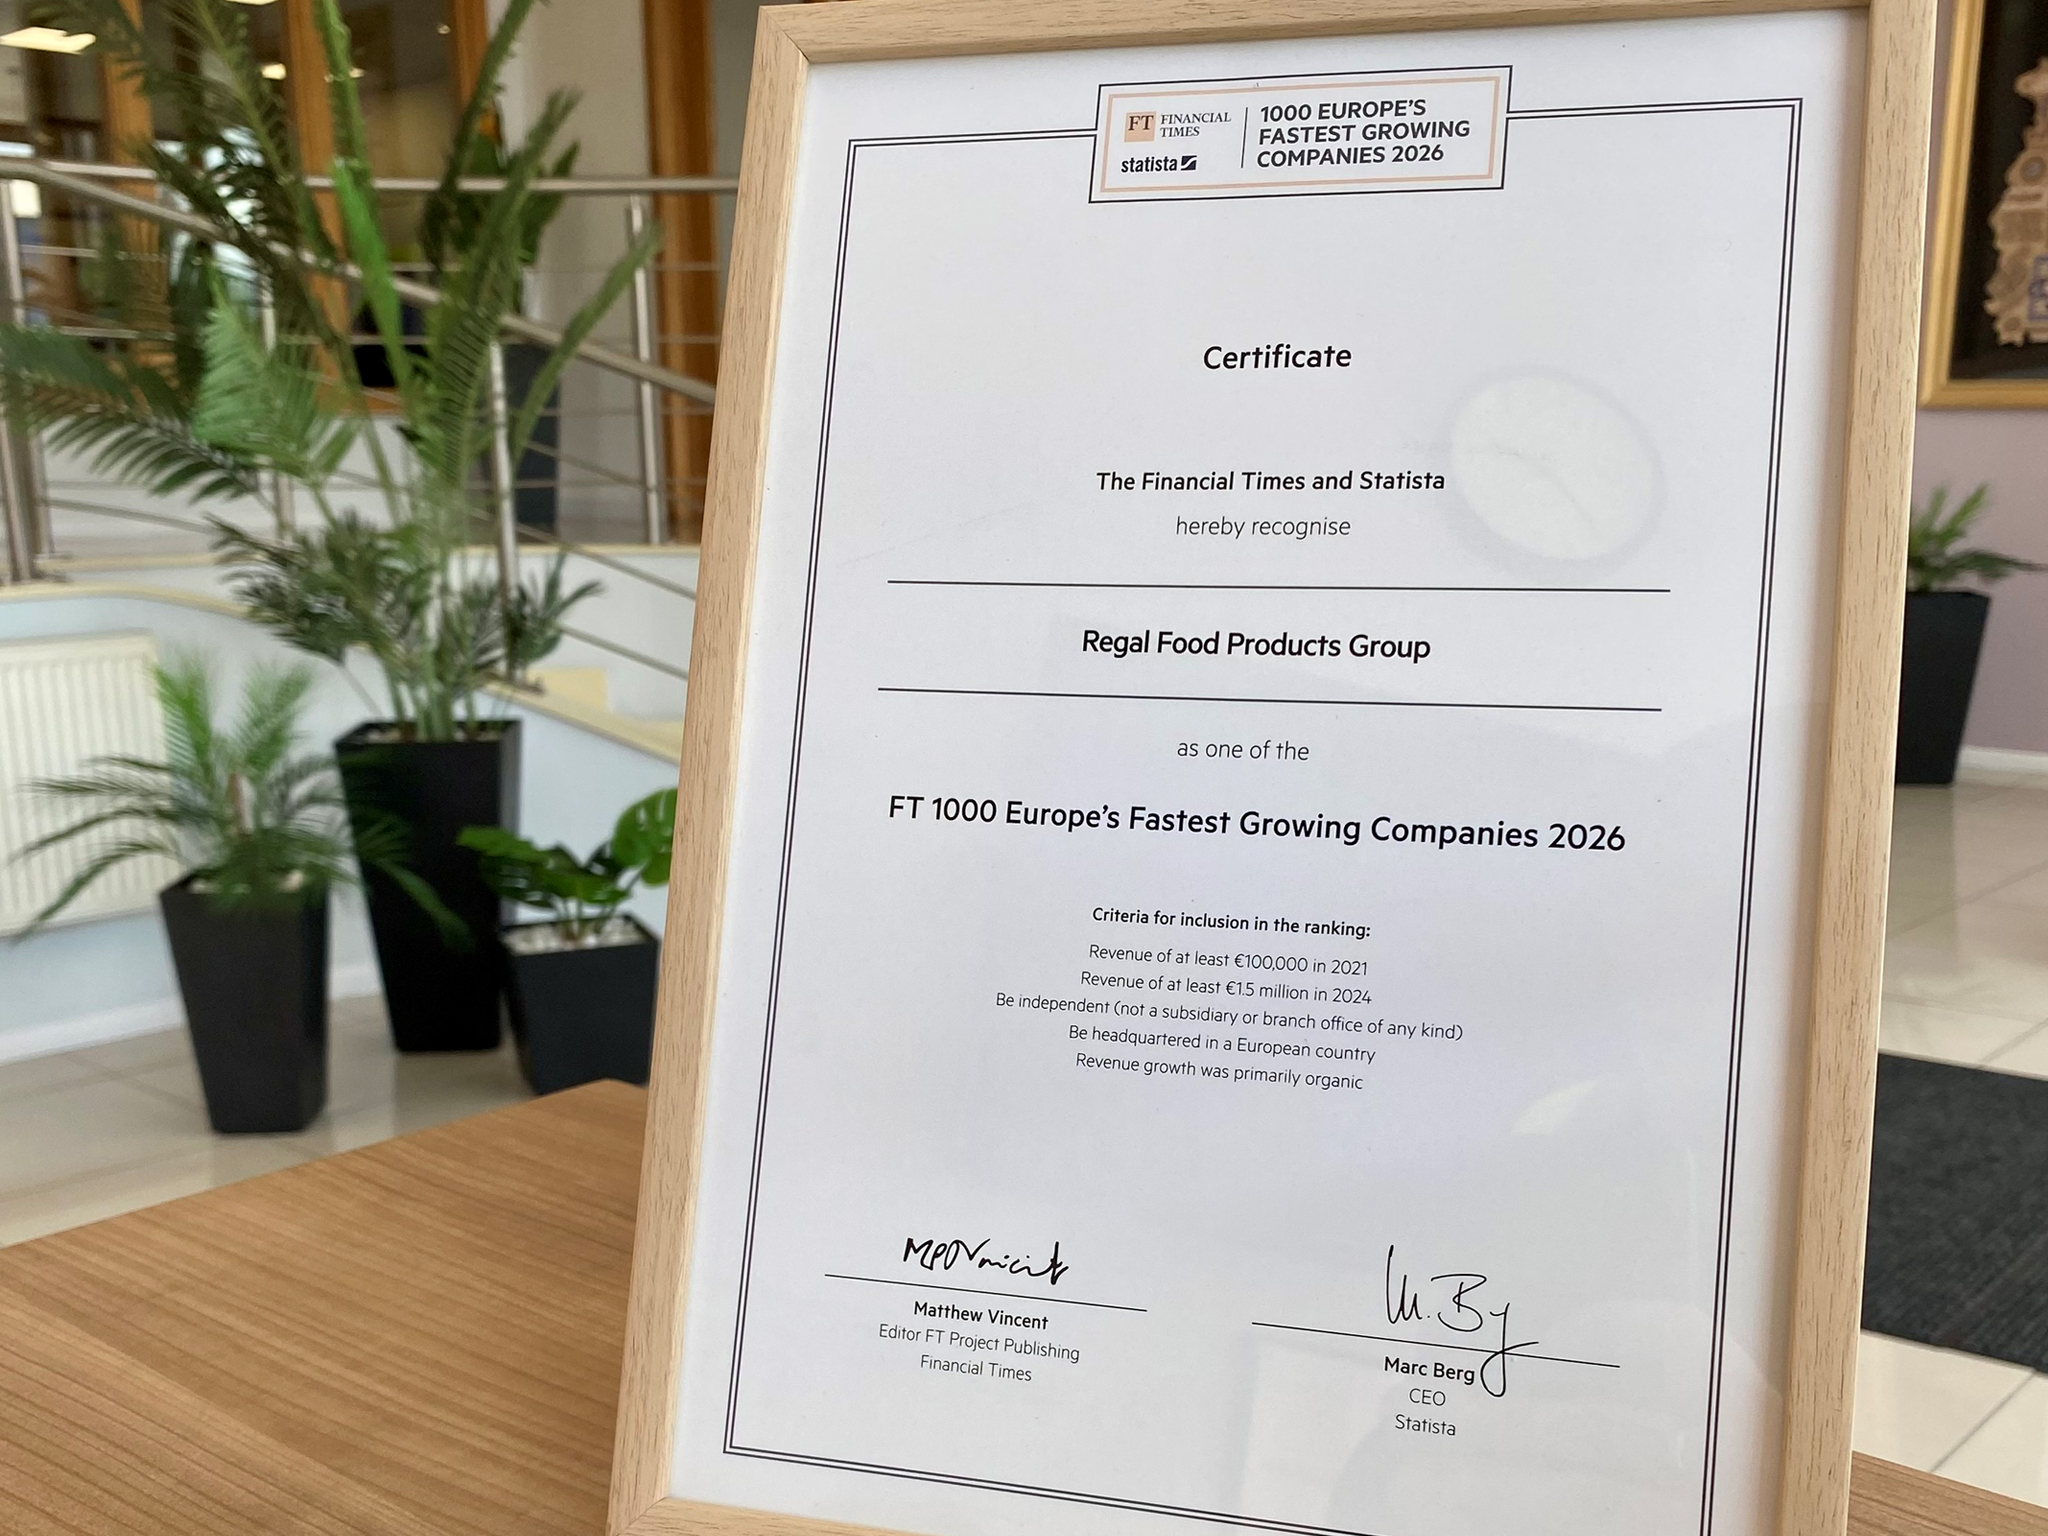 FT FINANCIAL
TIMES
statista
1000 EUROPE'S
FASTEST GROWING
COMPANIES 2026
Certificate
The Financial Times and Statista
hereby recognise
Regal Food Products Group
as one of the
FT 1000 Europe's Fastest Growing Companies 2026
Criteria for inclusion in the ranking:
Revenue of at least €100,000 in 2021
Revenue of at least €1.5 million in 2024
Be independent (not a subsidiary or branch office of any kind)
Be headquartered in a European country
Revenue growth was primarily organic
Matthew Vincent
Editor FT Project Publishing
Financial Times
M. Berg
Marc Berg
CEO
Statista